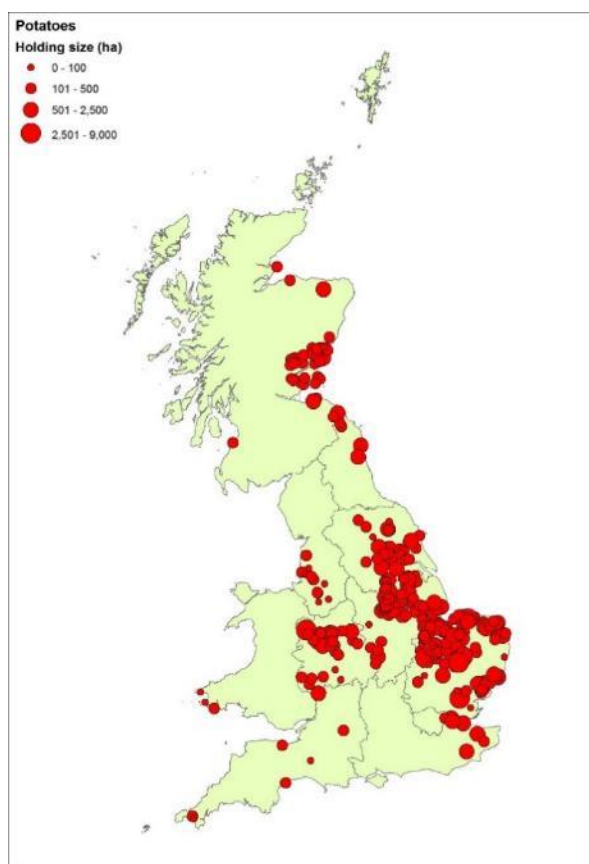 Potatoes
Holding size (ha)
0 - 100
101 - 500
501 - 2,500
2,501 - 9,000